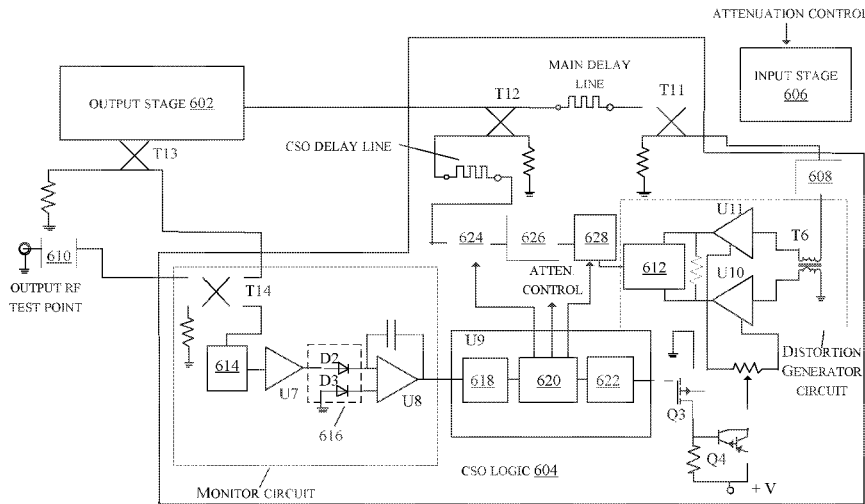 ATTENUATION CONTROL
MAIN DELAY
LINE
T12
T11
OUTPUT STAGE 602
INPUT STAGE
606
T13
CSO DELAY LINE
608
U11
T6
610
624
626
628
612
U10
OUTPUT RF
TEST POINT
T14
ATTEN.
CONTROL
U9
DISTORTION
GENERATOR
CIRCUIT
614
D2
D3
U7
U8
618
620
622
616
Q3
Q4
CSO LOGIC 604
+ V
MONITOR CIRCUIT